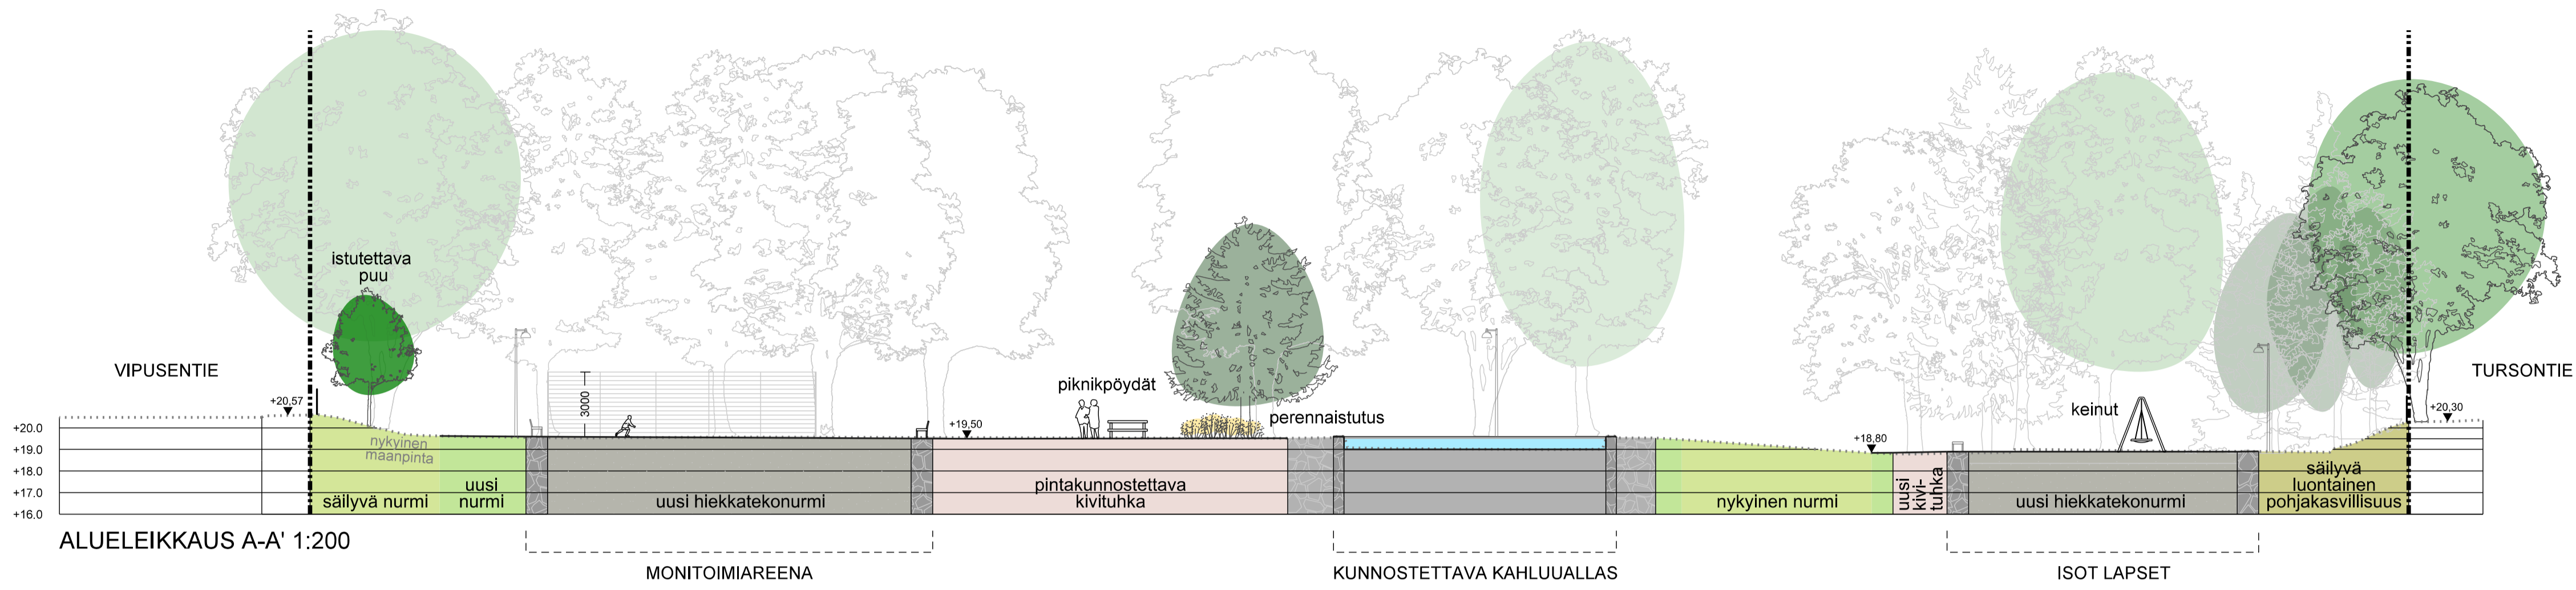 istutettava
puu
VIPUSENTIE
TURSONTIE
+20,57
3000
piknikpöydät
perennaistutus
keinut
+20,30
+19,50
+18,80
+20.0
+19.0
+18.0
+17.0
+16.0
nykyinen
maanpinta
säilyvä nurmi
uusi
nurmi
uusi hiekkatekonurmi
pintakunnostettava
kivituhka
nykyinen nurmi
uusi
kivi-
tuhka
uusi hiekkatekonurmi
säilyvä
luontainen
pohjakasvillisuus
ALUELEIKKAUS A-A' 1:200
MONITOIMIAREENA
KUNNOSTETTAVA KAHLUUALLAS
ISOT LAPSET